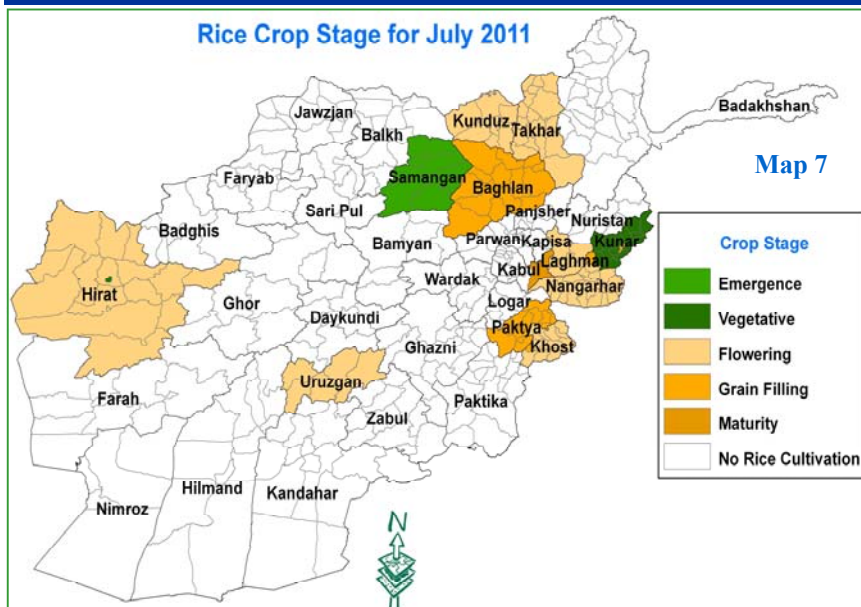 Rice Crop Stage for July 2011
Badakhshan
Jawzjan
Kunduz
Takhar
Balkh
Map 7
Samangan
Faryab
Baghlan
Sari Pul
Panjsher
Nuristan
Badghis
Bamyan
Parwan
Kapisa
Kunar
Laghman
Hirat
Wardak
Kabul
Nangarhar
Ghor
Logar
Daykundi
Paktya
Ghazni
Khost
Uruzgan
Farah
Zabul
Paktika
Hilmand
Kandahar
Nimroz
Crop Stage
Emergence
Vegetative
Flowering
Grain Filling
Maturity
No Rice Cultivation
N